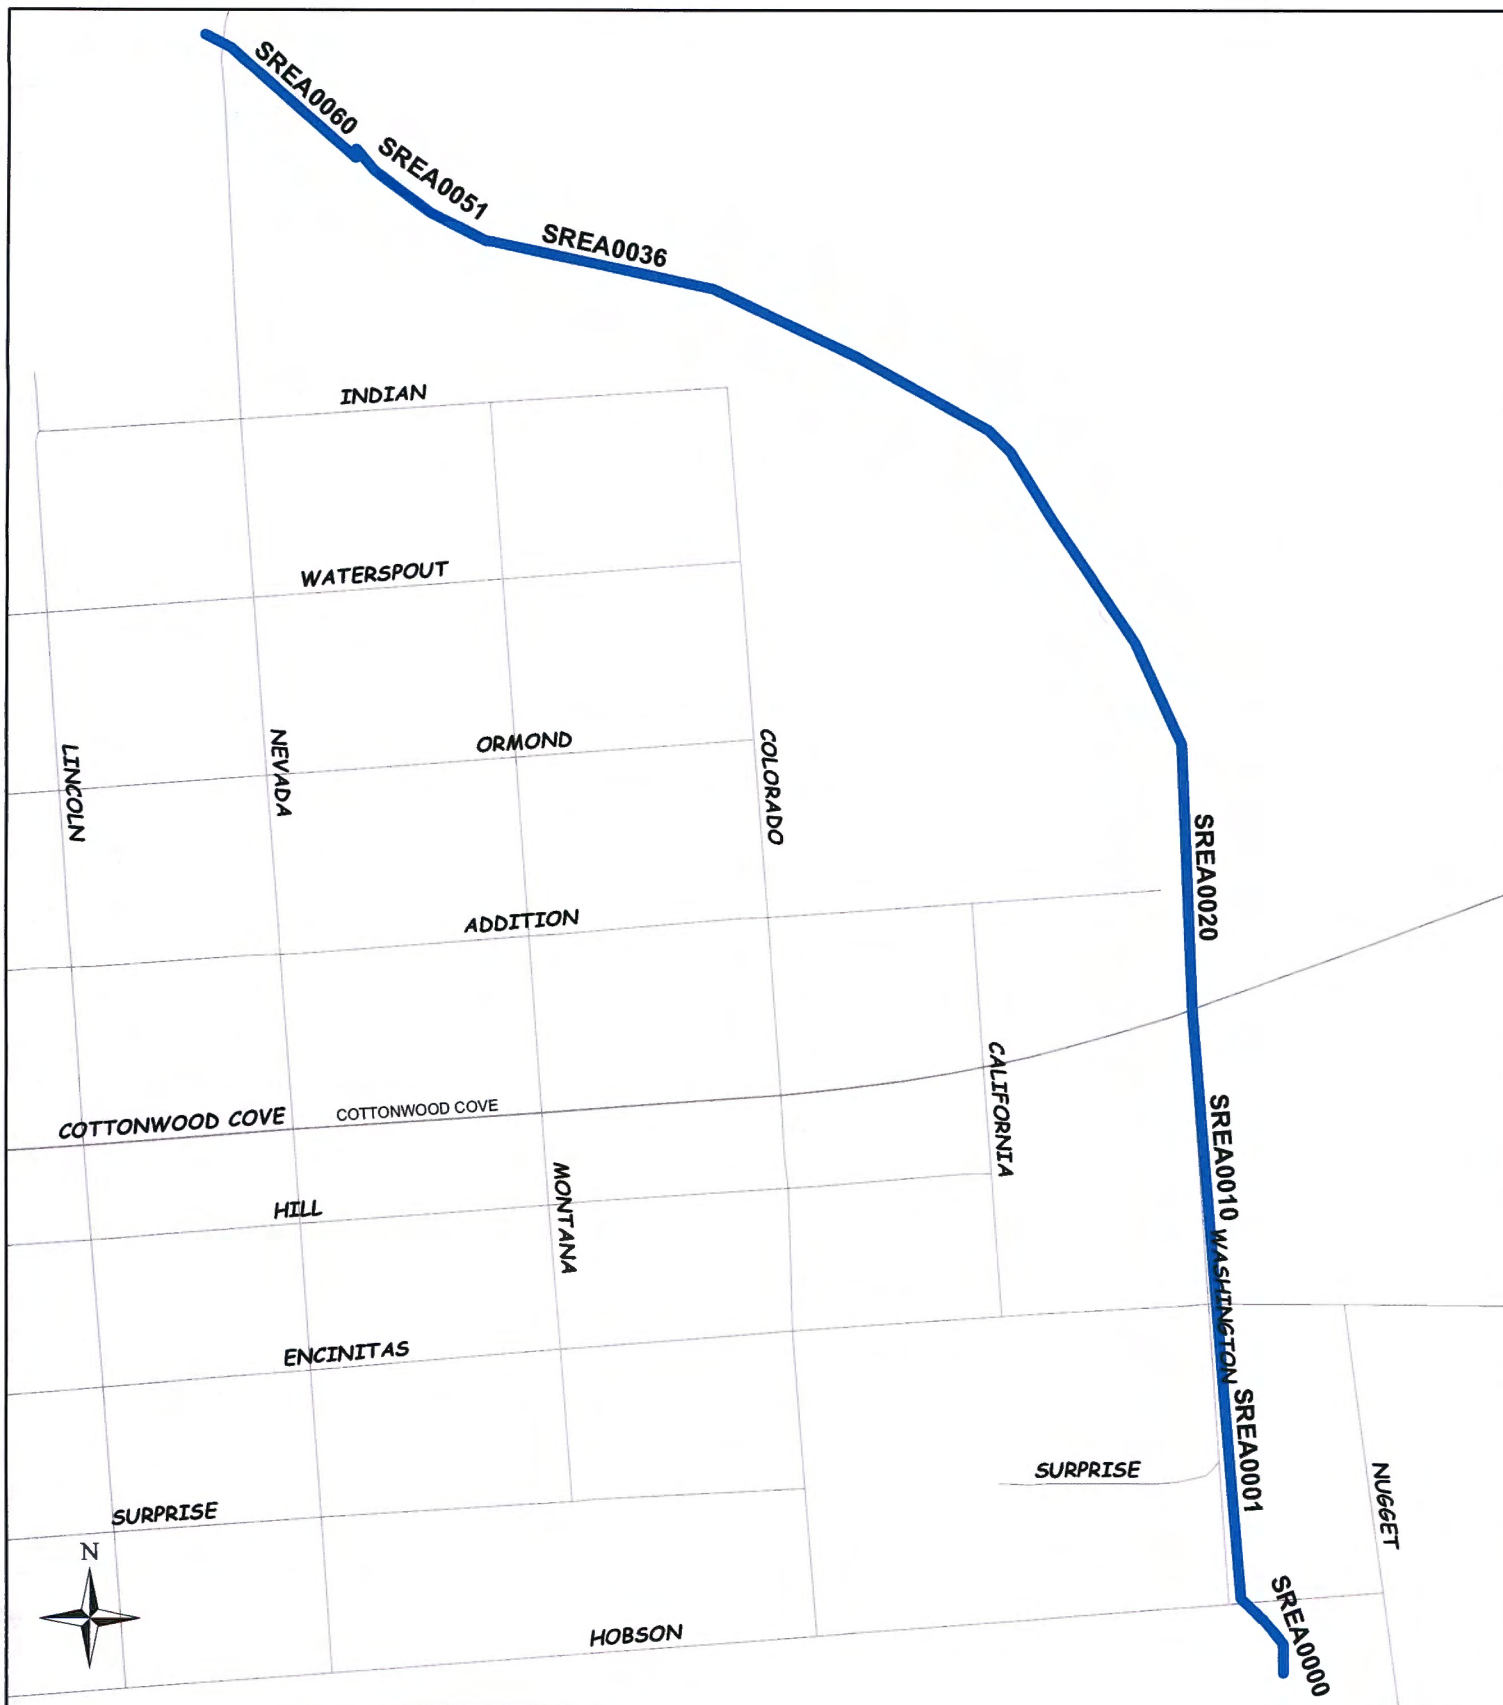 SREA0060
SREA0051
SREA0036
INDIAN
WATERSPOUT
LINCOLN
NEVADA
ORMOND
COLORADO
SREA0020
ADDITION
CALIFORNIA
COTTONWOOD COVE
COTTONWOOD COVE
SREA0010
HILL
MONTANA
WASHINGTON
ENCINITAS
SREA0001
SURPRISE
NUGGET
SURPRISE
N
SREA0000
HOBSON